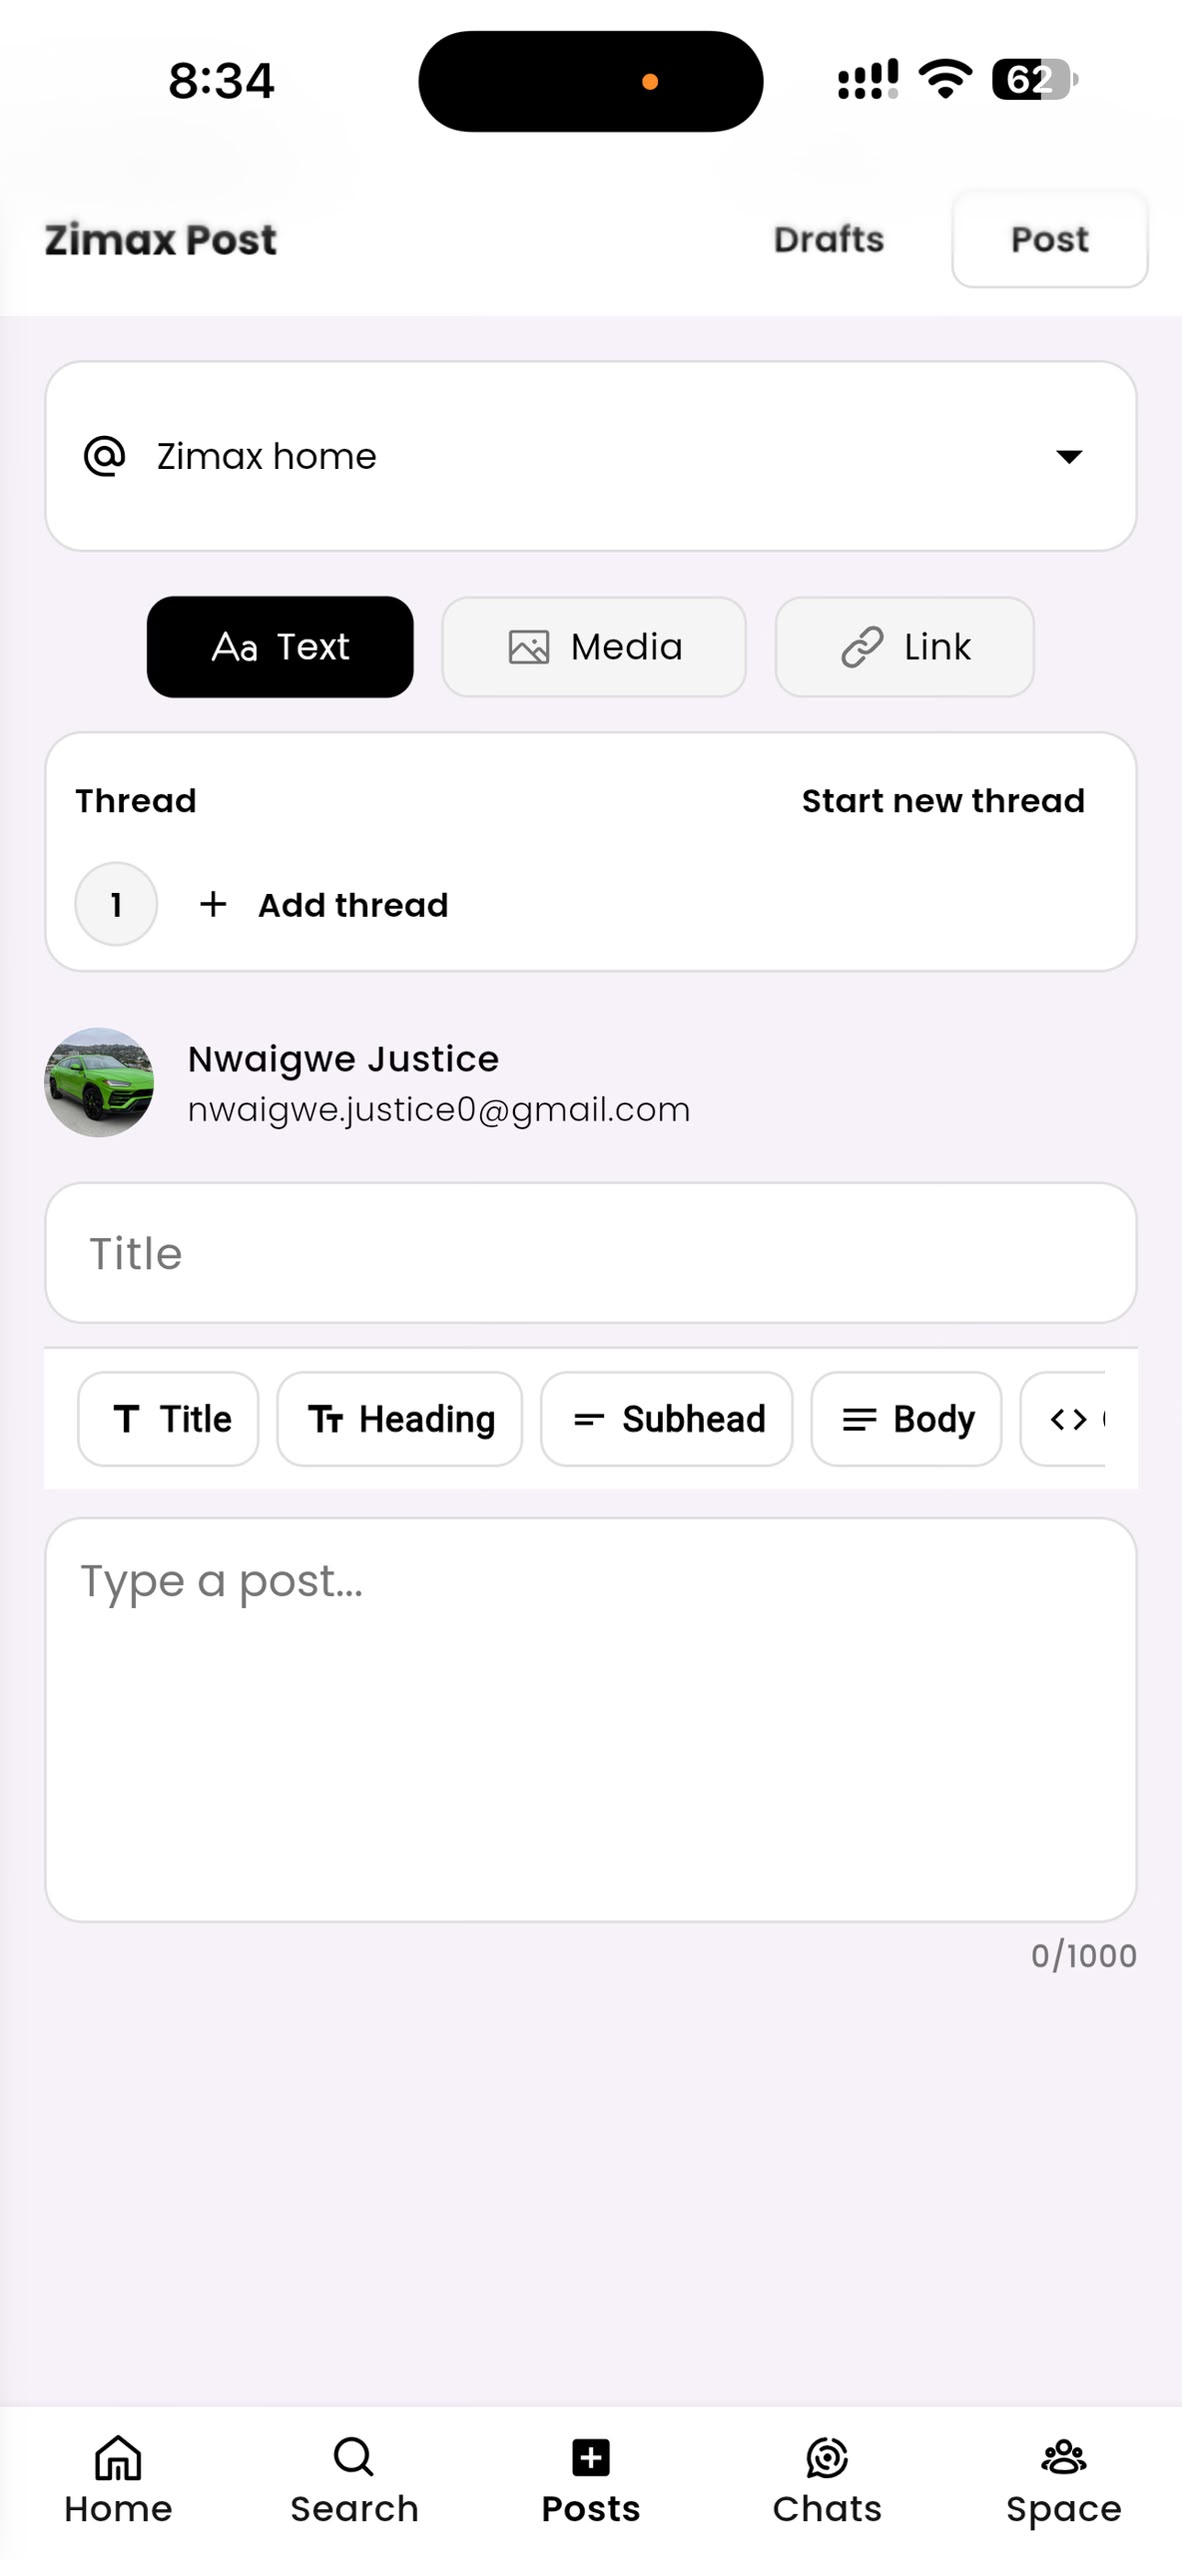 8:34
62
Zimax Post
Drafts
Post
Zimax home
Aa Text
Media
Link
Thread
Start new thread
1
+ Add thread
Nwaigwe Justice
nwaigwe.justice0@gmail.com
Title
T Title
Tт Heading
Subhead
Body
<>
Type a post...
0/1000
Home
Search
Posts
Chats
Space